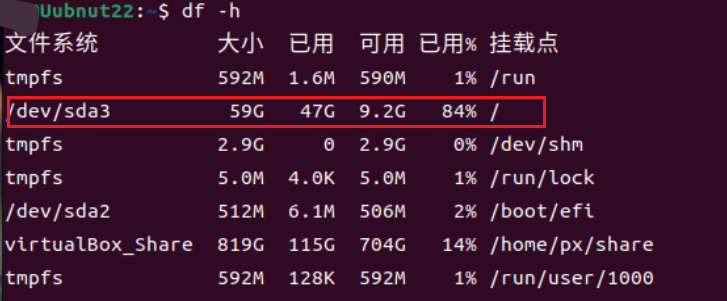 Uubnut22:~$ df -h
文件系统 大小 已用 可用 已用% 挂载点
tmpfs 592M 1.6M 590M 1% /run
/dev/sda3 59G 47G 9.2G 84% /
tmpfs 2.9G 0 2.9G 0% /dev/shm
tmpfs 5.0M 4.0K 5.0M 1% /run/lock
/dev/sda2 512M 6.1M 506M 2% /boot/efi
virtualBox_Share 819G 115G 704G 14% /home/px/share
tmpfs 592M 128K 592M 1% /run/user/1000